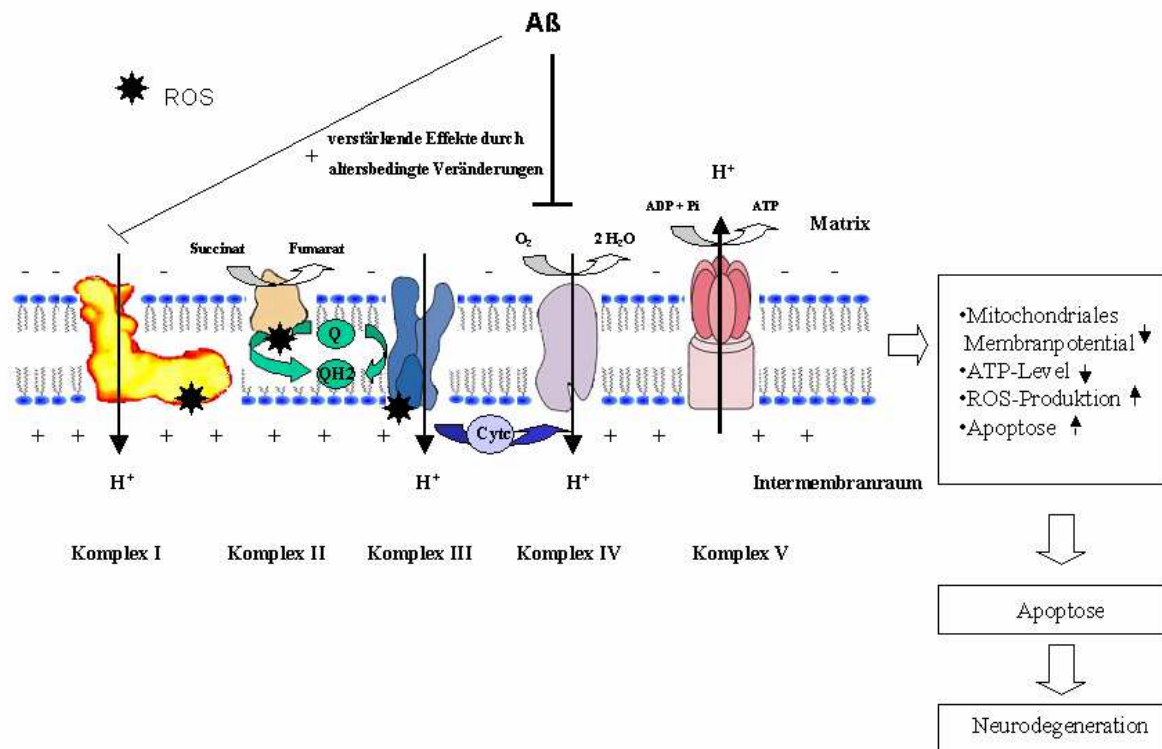 Aß
ROS
verstärkende Effekte durch
+
altersbedingte Veränderungen
H⁺
ADP + Pi
ATP
Matrix
Succinat
Fumarat
O₂
2 H₂O
- - - - - - - - -
Q
QH2
Cytc
+ + + + + + + + + +
H⁺
H⁺
H⁺
Intermembranraum
Komplex I
Komplex II
Komplex III
Komplex IV
Komplex V
•Mitochondriales
Membranpotential ↓
•ATP-Level ↓
•ROS-Produktion ↑
•Apoptose ↑
Apoptose
Neurodegeneration